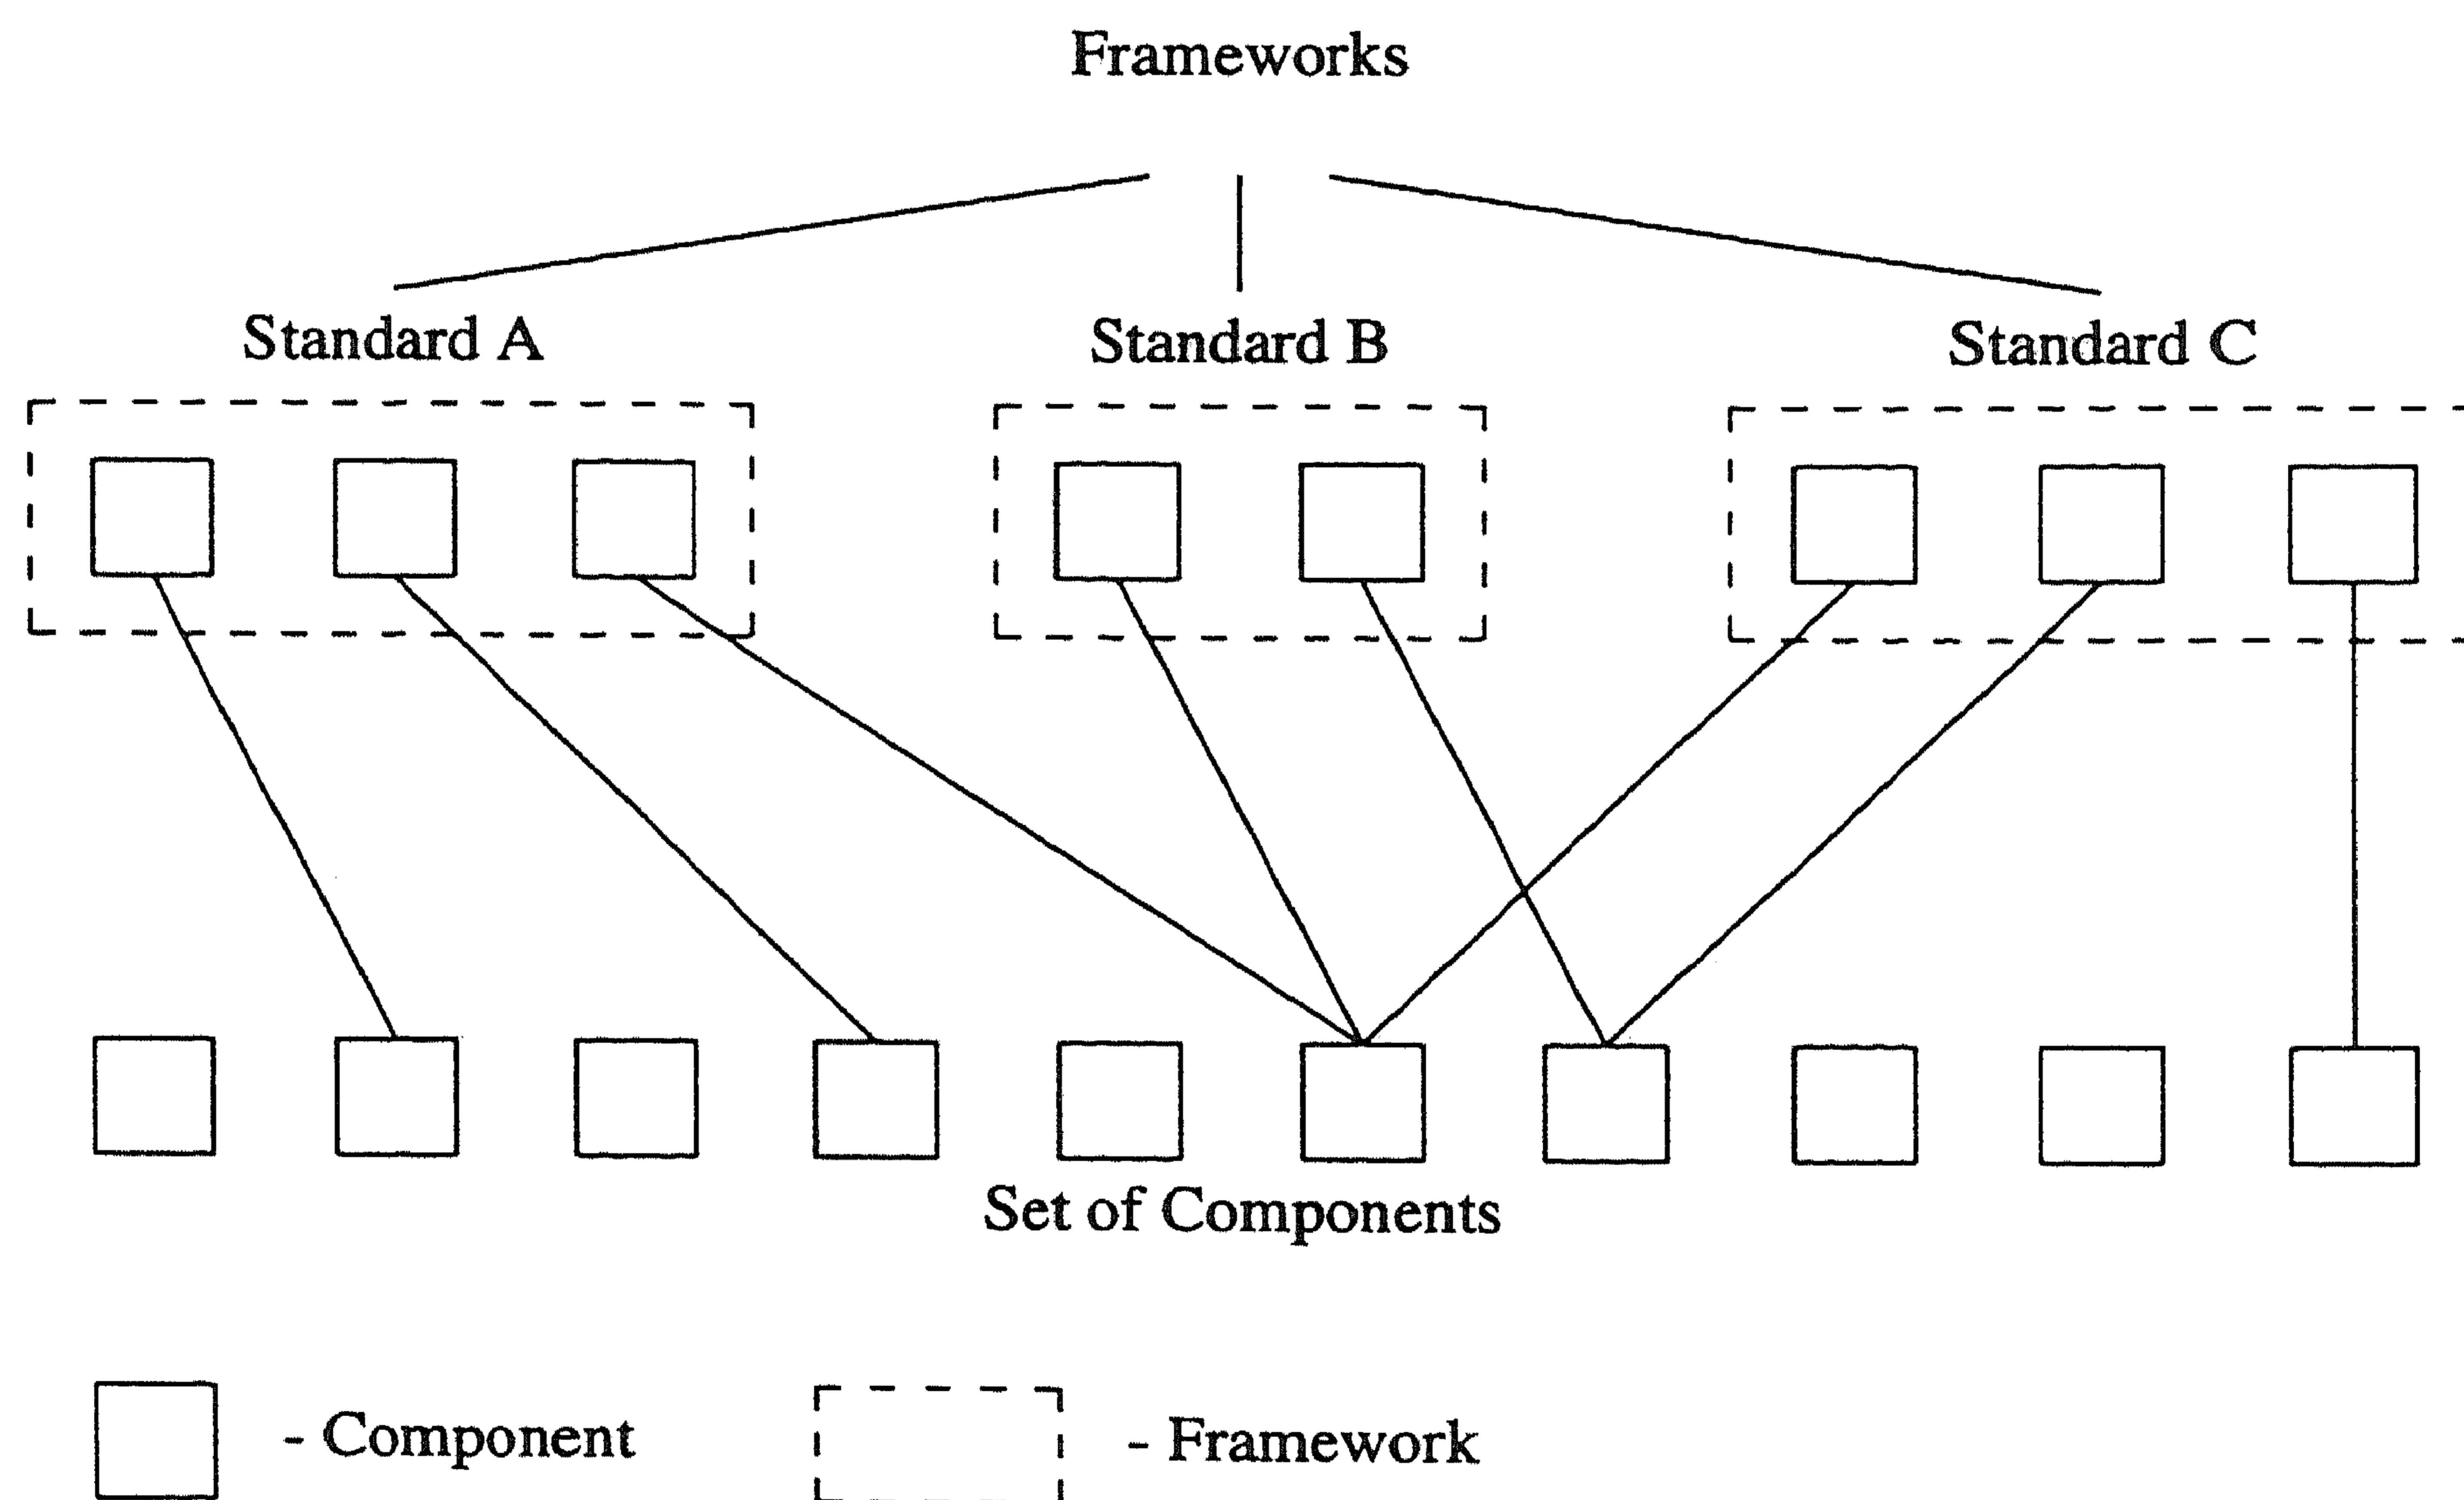 Frameworks
Standard A
Standard B
Standard C
Set of Components
- Component
- Framework